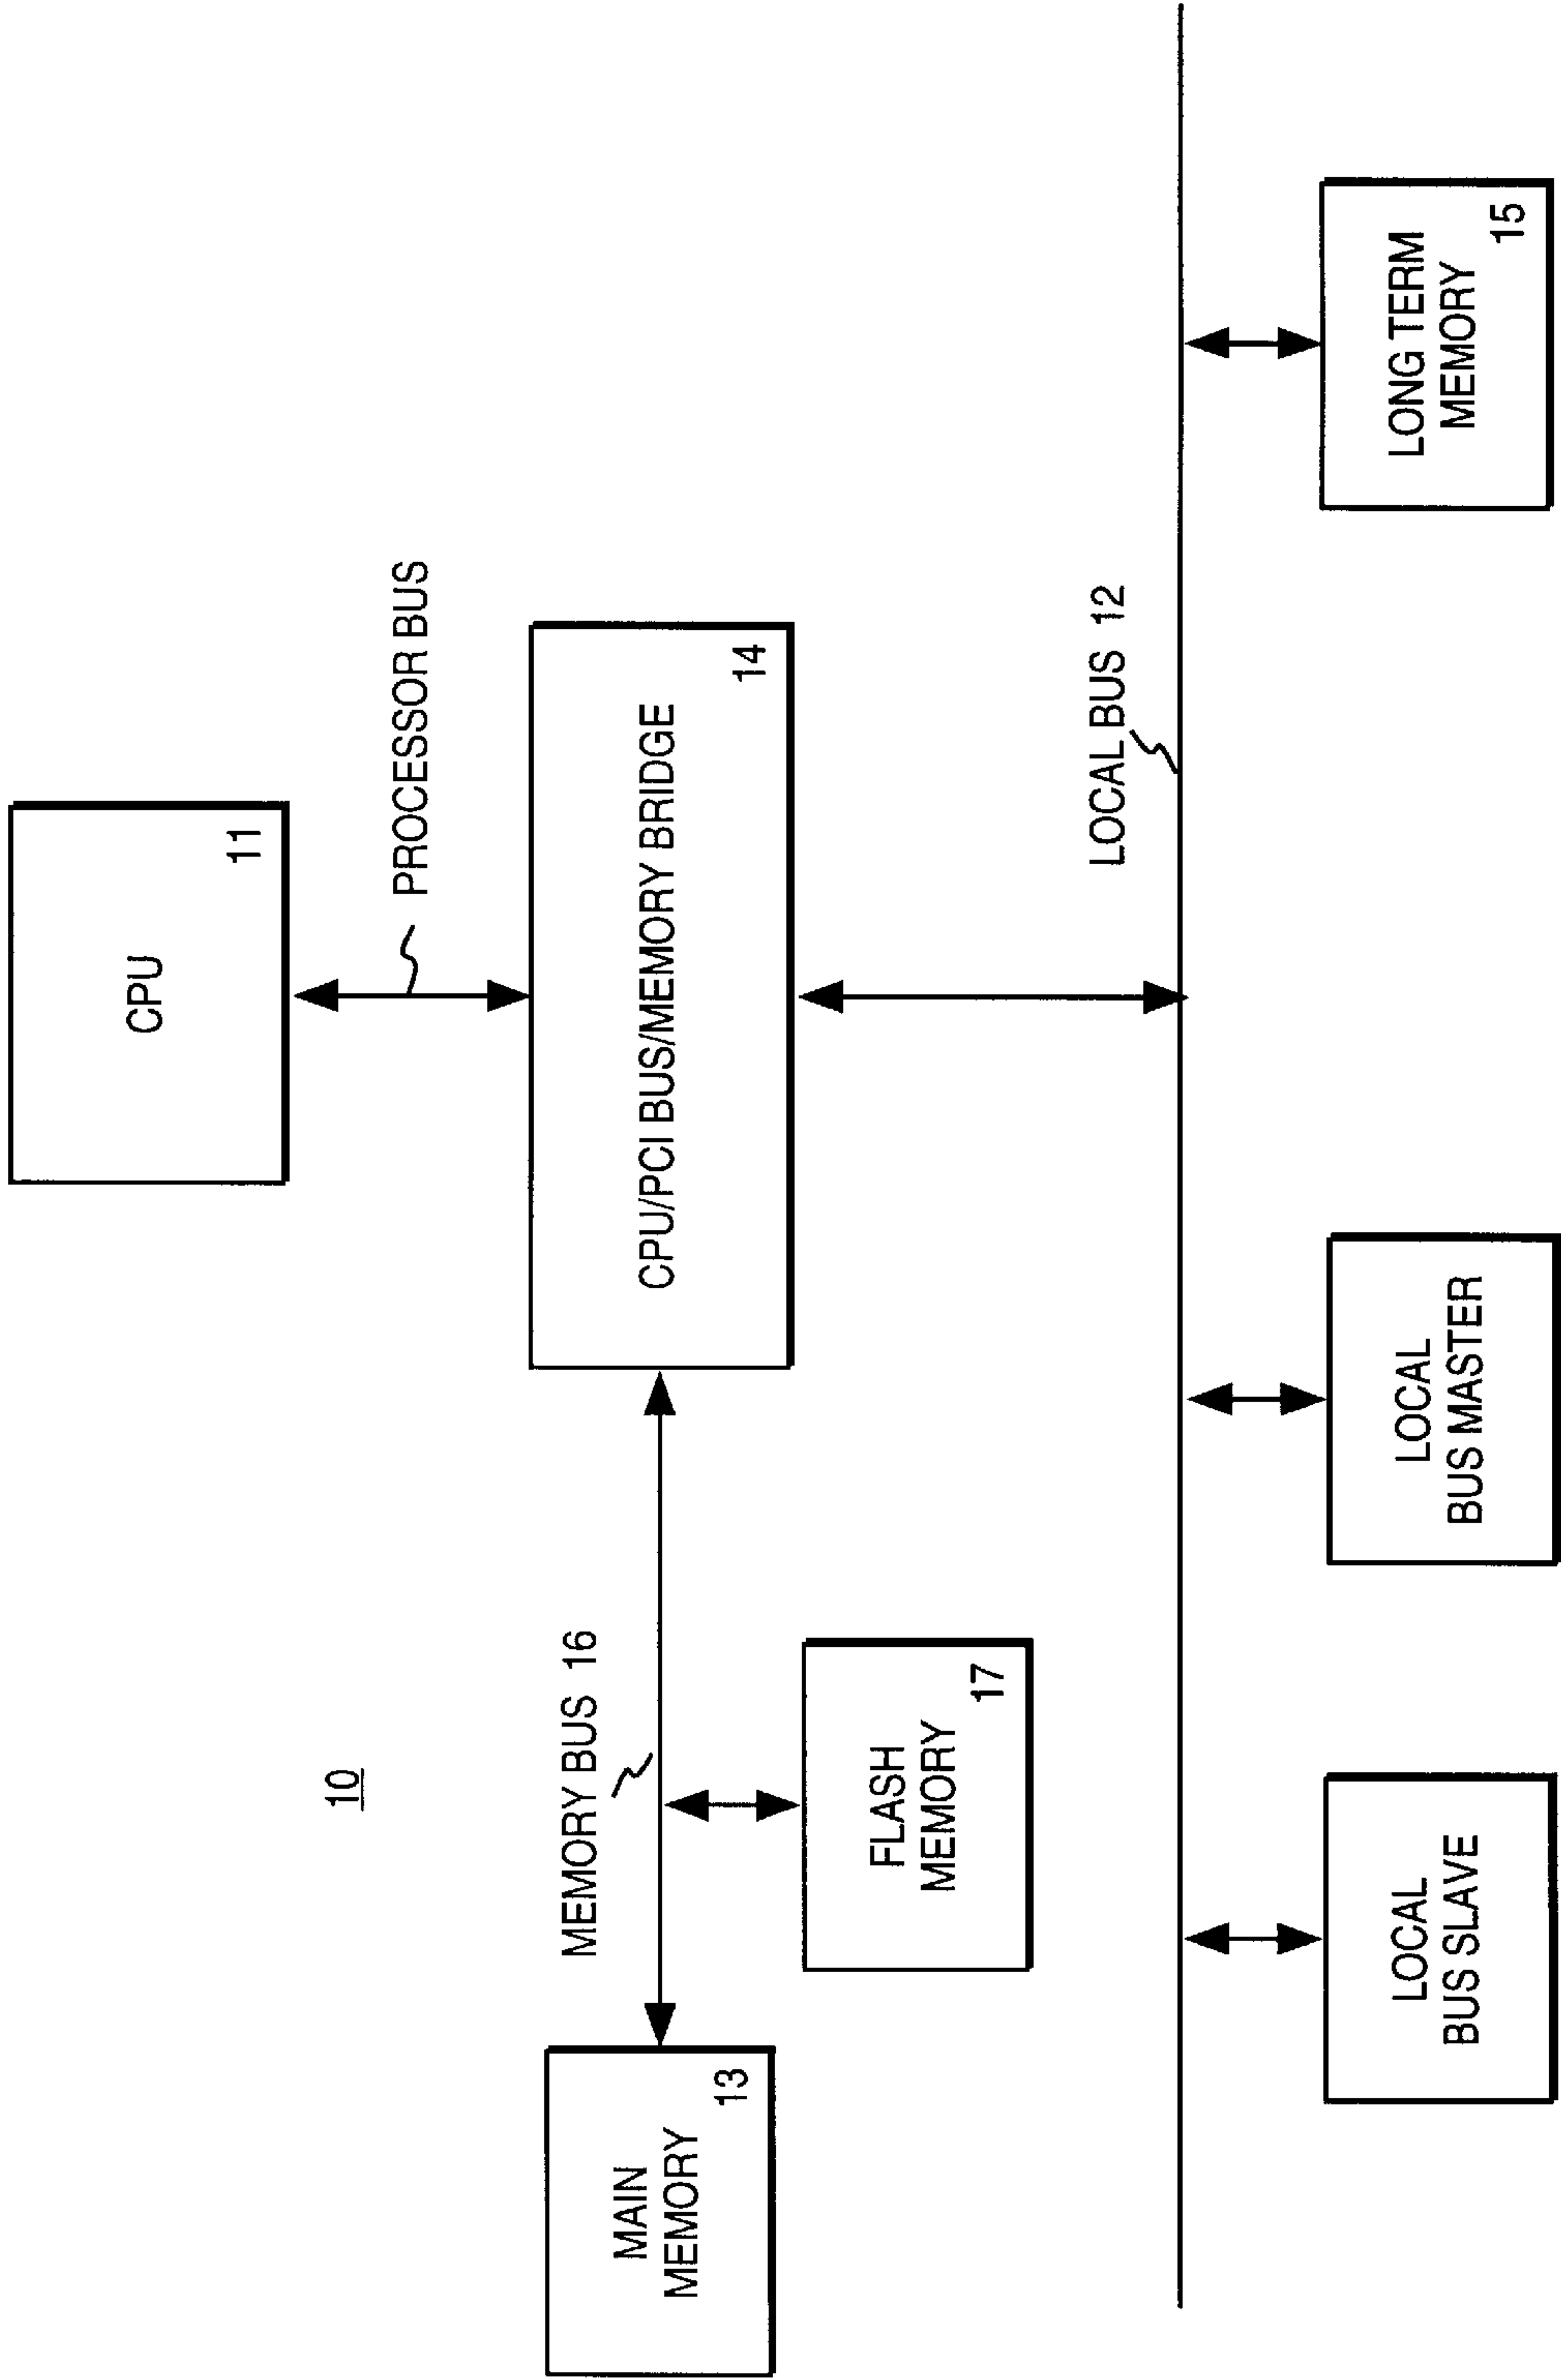 10
CPU
11
PROCESSOR BUS
MEMORY BUS 16
MAIN
MEMORY
13
CPU/PCI BUS/MEMORY BRIDGE
14
FLASH
MEMORY
17
LOCAL BUS 12
LOCAL
BUS SLAVE
LOCAL
BUS MASTER
LONG TERM
MEMORY
15